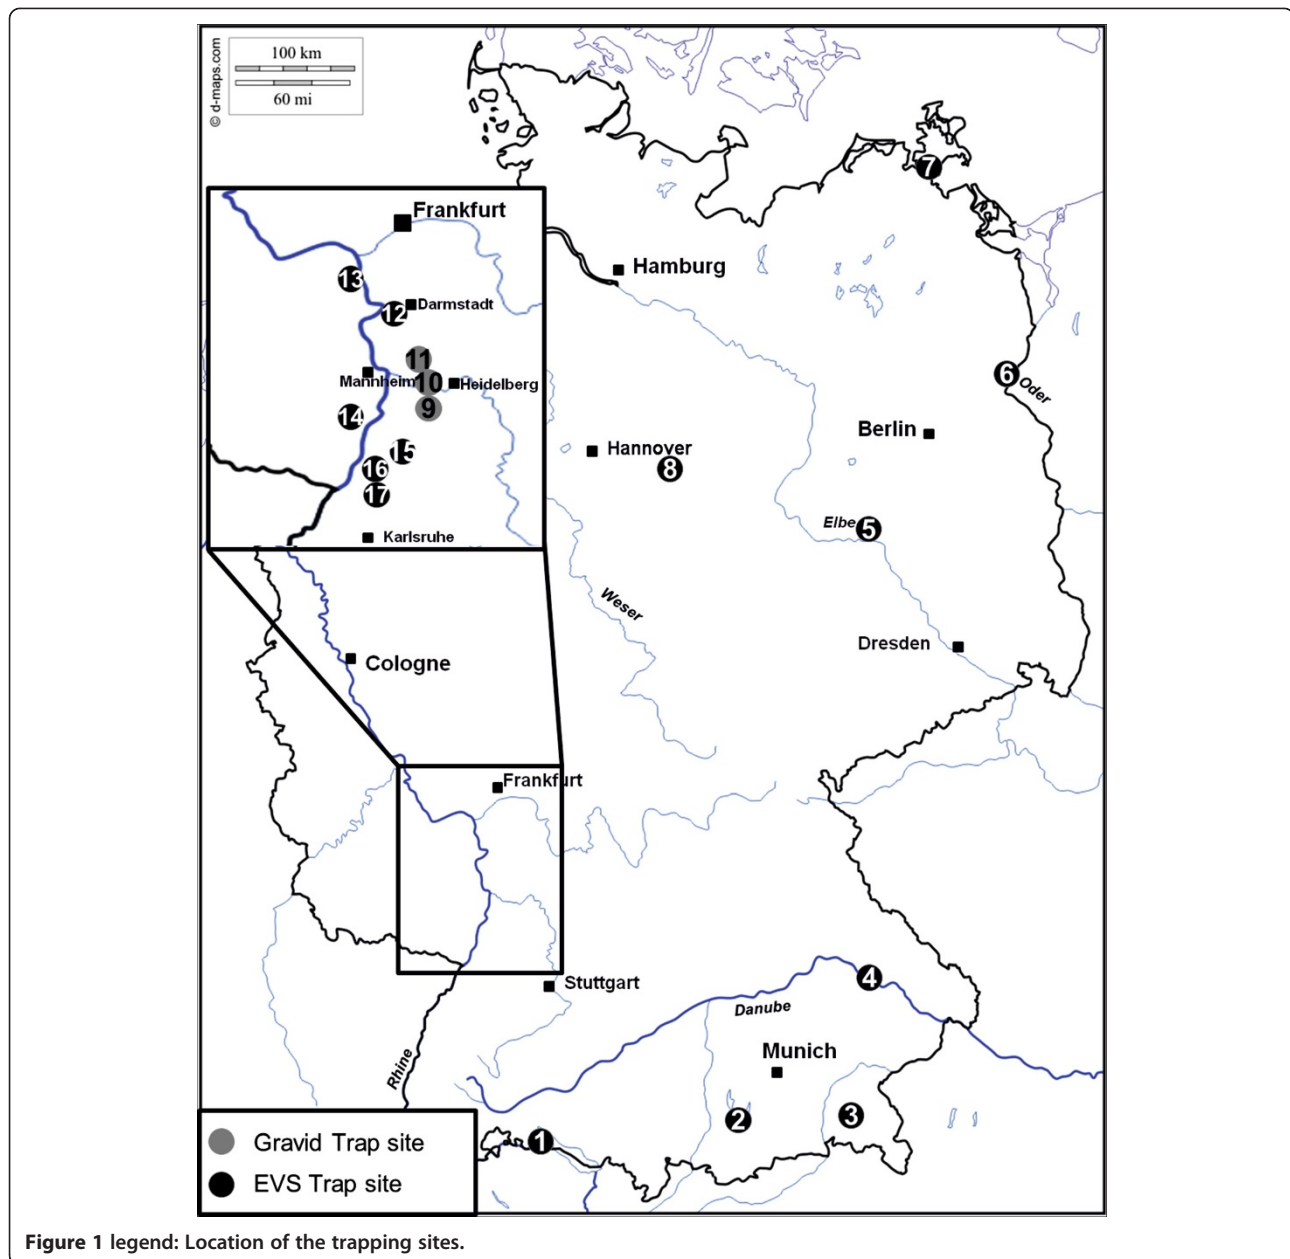 © d-maps.com
100 km
60 mi
7
Frankfurt
Hamburg
13
Darmstadt
12
11
6
Oder
Mannheim
10
Heidelberg
9
14
Berlin
15
Hannover
16
8
17
Elbe
5
Karlsruhe
Weser
Dresden
Cologne
Frankfurt
4
Stuttgart
Danube
Munich
Rhine
2
3
1
Gravid Trap site
EVS Trap site
Figure 1 legend: Location of the trapping sites.